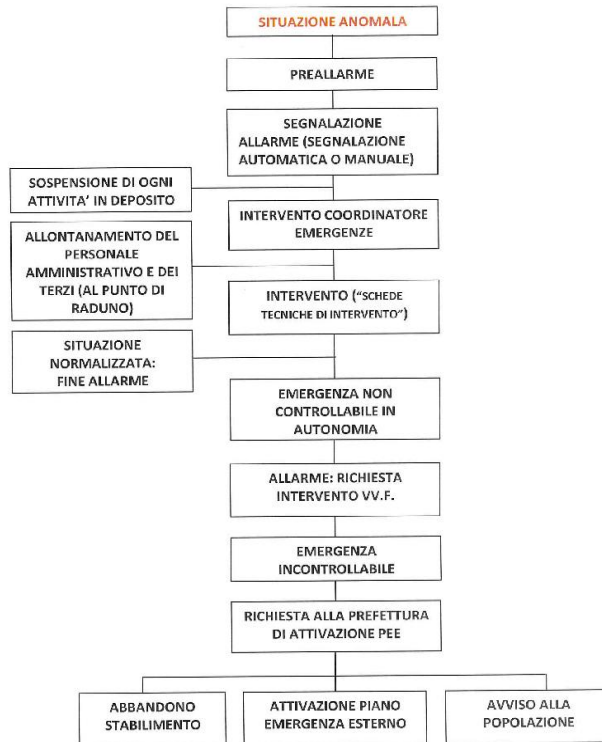 SITUAZIONE ANOMALA
PREALLARME
SEGNALAZIONE
ALLARME (SEGNALAZIONE
AUTOMATICA O MANUALE)
SOSPENSIONE DI OGNI
ATTIVITA' IN DEPOSITO
INTERVENTO COORDINATORE
EMERGENZE
ALLONTANAMENTO DEL
PERSONALE
AMMINISTRATIVO E DEI
TERZI (AL PUNTO DI
RADUNO)
INTERVENTO ("SCHEDE
TECNICHE DI INTERVENTO")
SITUAZIONE
NORMALIZZATA:
FINE ALLARME
EMERGENZA NON
CONTROLLABILE IN
AUTONOMIA
ALLARME: RICHIESTA
INTERVENTO VV.F.
EMERGENZA
INCONTROLLABILE
RICHIESTA ALLA PREFETTURA
DI ATTIVAZIONE PEE
ABBANDONO
STABILIMENTO
ATTIVAZIONE PIANO
EMERGENZA ESTERNO
AVVISO ALLA
POPOLAZIONE